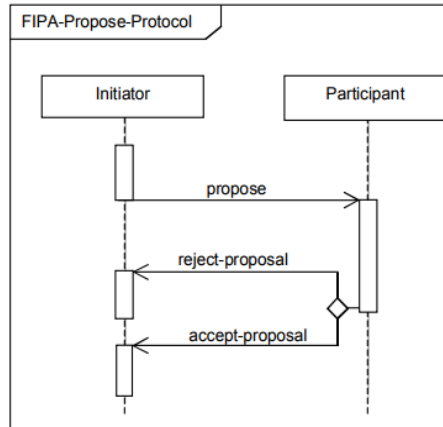 FIPA-Propose-Protocol
Initiator
Participant
propose
reject-proposal
accept-proposal